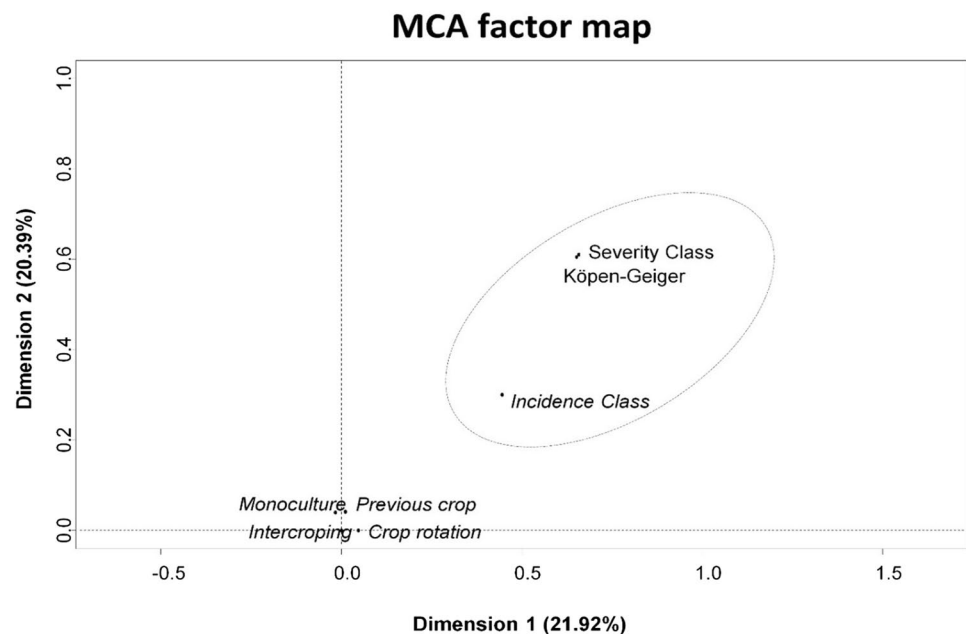 MCA factor map
Dimension 2 (20.39%)
1.0
0.8
0.6
0.4
0.2
0.0
Severity Class
Köpen-Geiger
Incidence Class
Monoculture Previous crop
Intercroping Crop rotation
-0.5 0.0 0.5 1.0 1.5
Dimension 1 (21.92%)